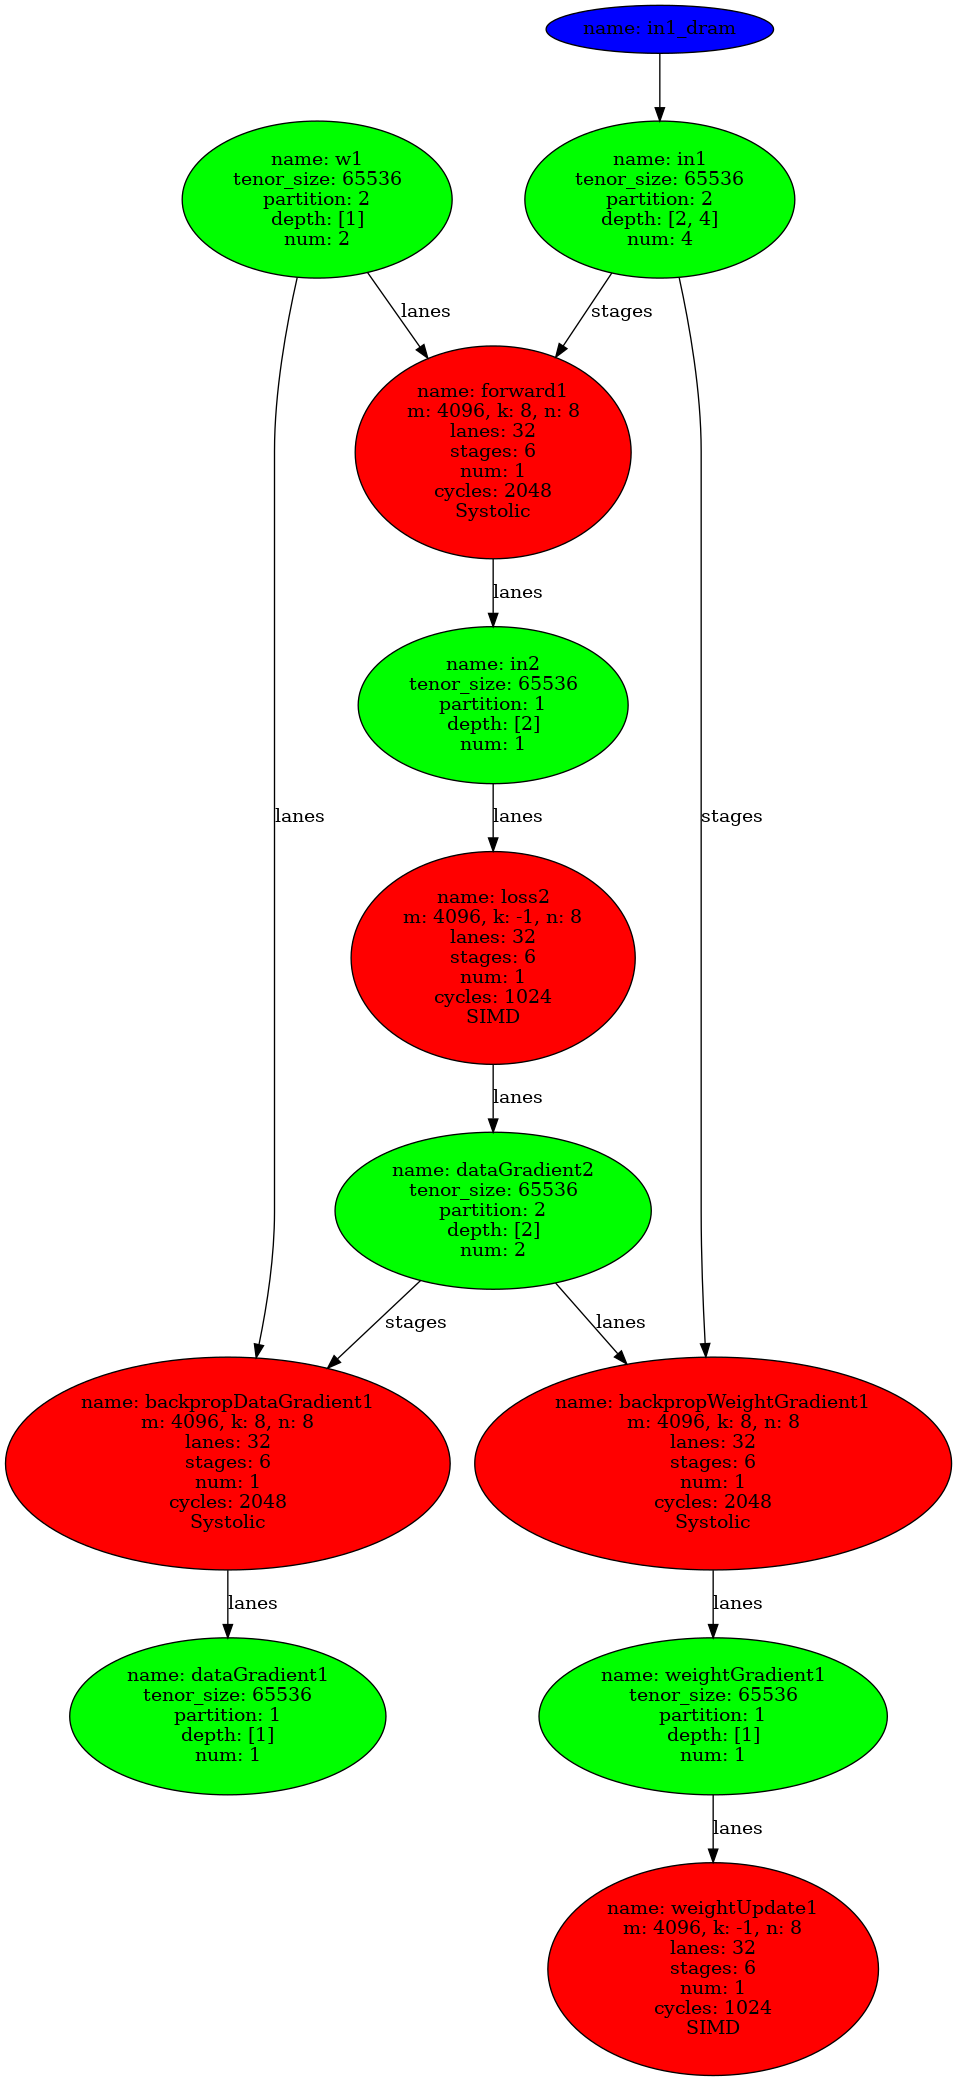 name: in1_dram
name: w1
tenor_size: 65536
partition: 2
depth: [1]
num: 2
name: in1
tenor_size: 65536
partition: 2
depth: [2, 4]
num: 4
lanes
stages
name: forward1
m: 4096, k: 8, n: 8
lanes: 32
stages: 6
num: 1
cycles: 2048
Systolic
lanes
name: in2
tenor_size: 65536
partition: 1
depth: [2]
num: 1
lanes
lanes
stages
name: loss2
m: 4096, k: -1, n: 8
lanes: 32
stages: 6
num: 1
cycles: 1024
SIMD
lanes
name: dataGradient2
tenor_size: 65536
partition: 2
depth: [2]
num: 2
stages
lanes
name: backpropDataGradient1
m: 4096, k: 8, n: 8
lanes: 32
stages: 6
num: 1
cycles: 2048
Systolic
name: backpropWeightGradient1
m: 4096, k: 8, n: 8
lanes: 32
stages: 6
num: 1
cycles: 2048
Systolic
lanes
lanes
name: dataGradient1
tenor_size: 65536
partition: 1
depth: [1]
num: 1
name: weightGradient1
tenor_size: 65536
partition: 1
depth: [1]
num: 1
lanes
name: weightUpdate1
m: 4096, k: -1, n: 8
lanes: 32
stages: 6
num: 1
cycles: 1024
SIMD